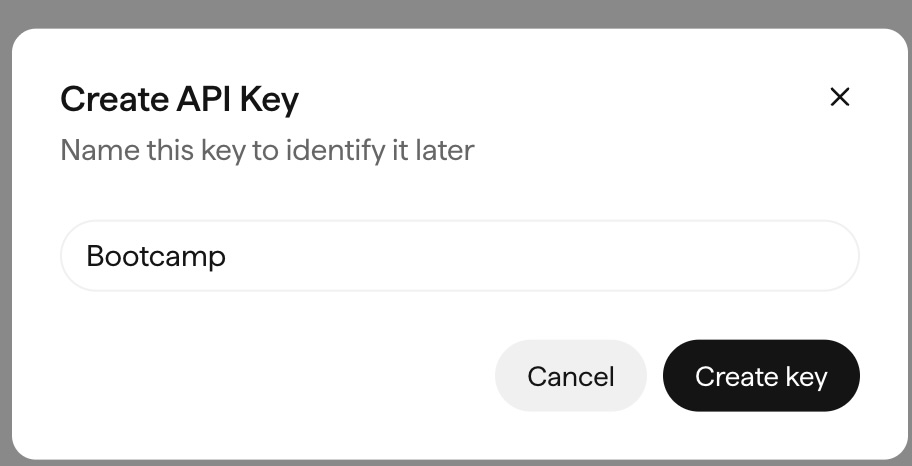 Create API Key
Name this key to identify it later
Bootcamp
Cancel Create key